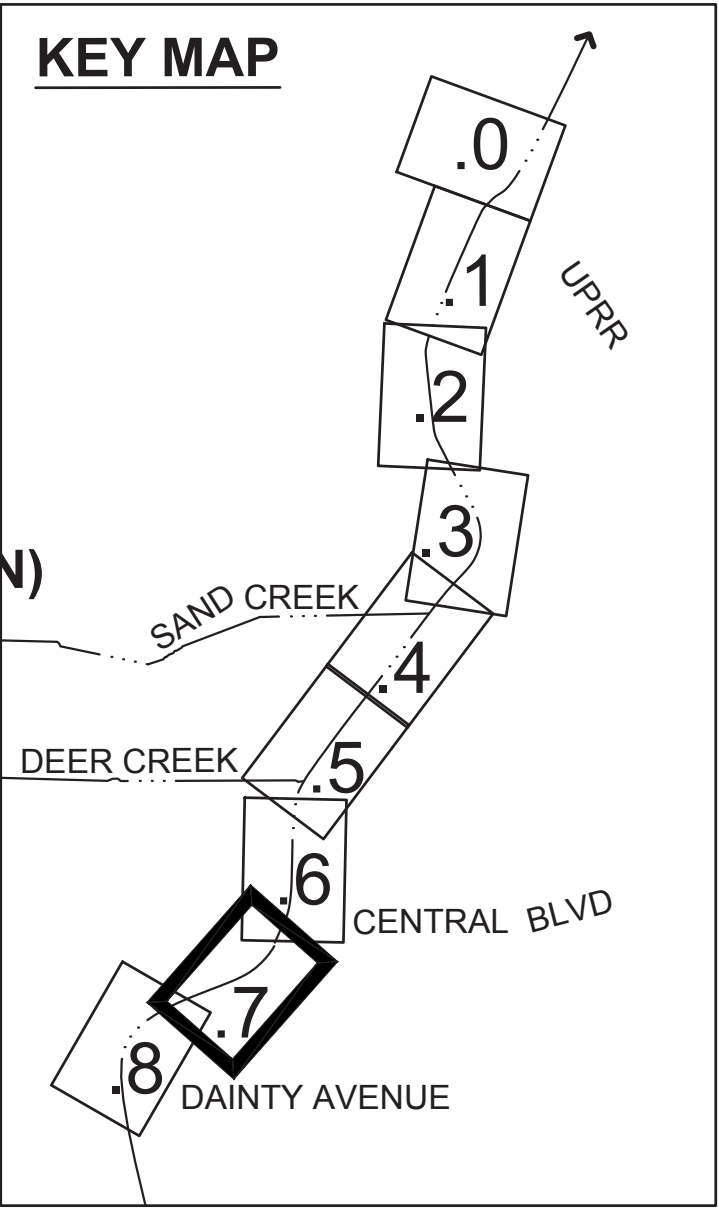 KEY MAP
.0
.1
UPRR
.2
.3
N)
SAND CREEK
.4
DEER CREEK
.5
.6
CENTRAL BLVD
.7
.8
DAINTY AVENUE